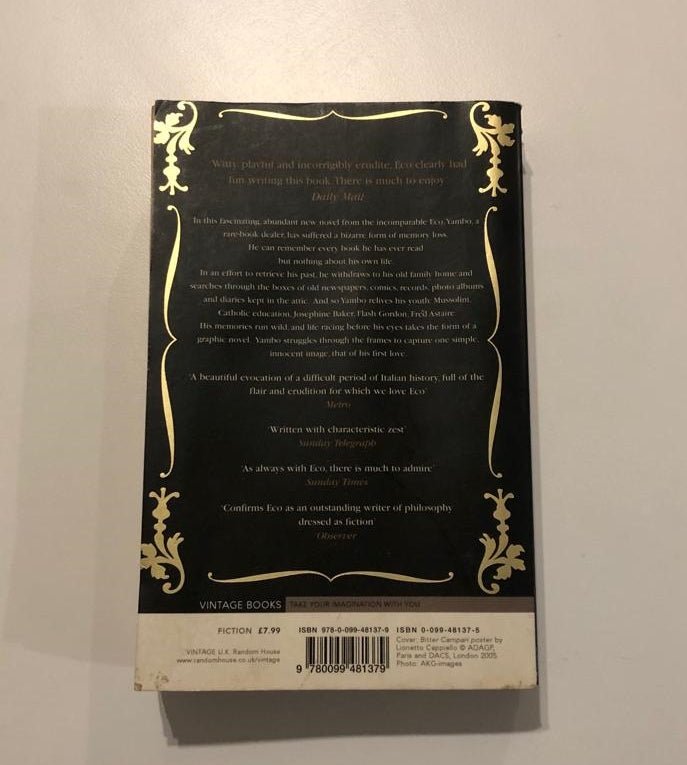 'Witty, playful and incorrigibly erudite, Eco clearly had
fun writing this book. There is much to enjoy'
Daily Mail
In this fascinating, abundant new novel from the incomparable Eco, Yambo, a
rare-book dealer, has suffered a bizarre form of memory loss.
He can remember every book he has ever read
but nothing about his own life.
In an effort to retrieve his past, he withdraws to his old family home and
searches through the boxes of old newspapers, comics, records, photo albums
and diaries kept in the attic. And so Yambo relives his youth: Mussolini,
Catholic education, Josephine Baker, Flash Gordon, Fred Astaire.
His memories run wild, and life racing before his eyes takes the form of a
graphic novel. Yambo struggles through the frames to capture one simple,
innocent image, that of his first love.
'A beautiful evocation of a difficult period of Italian history, full of the
flair and erudition for which we love Eco'
Metro
'Written with characteristic zest'
Sunday Telegraph
'As always with Eco, there is much to admire'
Sunday Times
'Confirms Eco as an outstanding writer of philosophy
dressed as fiction'
Observer
VINTAGE BOOKS TAKE YOUR IMAGINATION WITH YOU
FICTION £7.99
VINTAGE U.K. Random House
www.randomhouse.co.uk/vintage
ISBN 978-0-099-48137-9 ISBN 0-099-48137-5
9 780099 481379
Cover: Bitter Campari poster by
Lionetto Cappiello © ADAGP,
Paris and DACS, London 2005
Photo: AKG-images